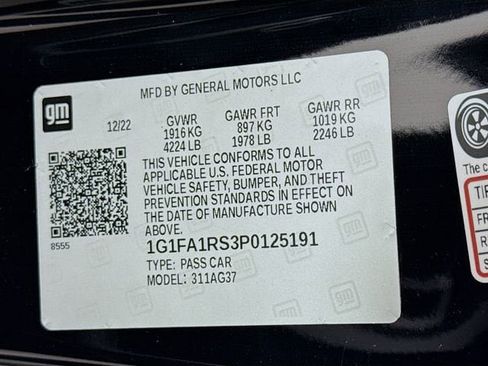 MFD BY GENERAL MOTORS LLC
gm
12/22
GVWR GAWR FRT GAWR RR
1916 KG 897 KG 1019 KG
4224 LB 1978 LB 2246 LB
THIS VEHICLE CONFORMS TO ALL
APPLICABLE U.S. FEDERAL MOTOR
VEHICLE SAFETY, BUMPER, AND THEFT
PREVENTION STANDARDS IN EFFECT ON
THE DATE OF MANUFACTURE SHOWN
ABOVE.
8555
1G1FA1RS3P0125191
TYPE: PASS CAR
MODEL: 311AG37
The c
TI
F
R
S